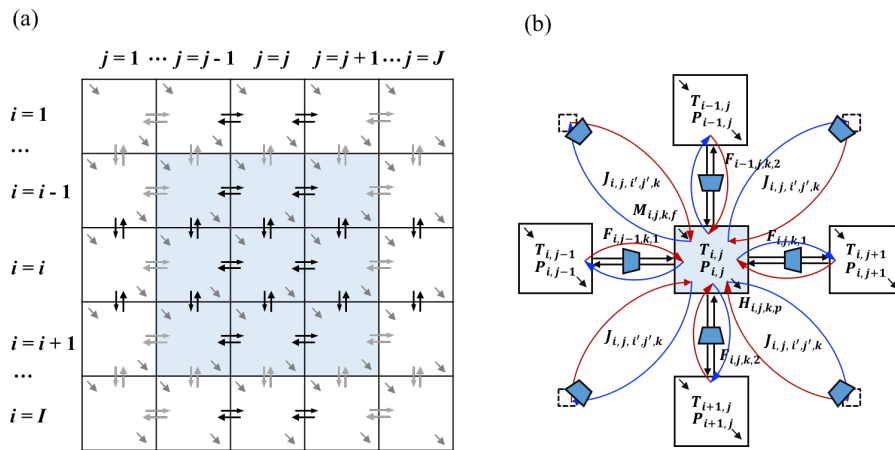 (a)
j = 1 ⋯ j = j - 1 j = j j = j + 1 ⋯ j = J
i = 1
...
i = i - 1
i = i
i = i + 1
...
i = I
(b)
T_{i-1,j}
P_{i-1,j}
F_{i-1,j,k,2}
J_{i,j,i′,j′,k}
J_{i,j,i′,j′,k}
M_{i,j,k,f}
F_{i,j-1,k,1}
F_{i,j,k,1}
T_{i,j-1}
P_{i,j-1}
T_{i,j}
P_{i,j}
T_{i,j+1}
P_{i,j+1}
H_{i,j,k,p}
J_{i,j,i′,j′,k}
F_{i,j,k,2}
J_{i,j,i′,j′,k}
T_{i+1,j}
P_{i+1,j}